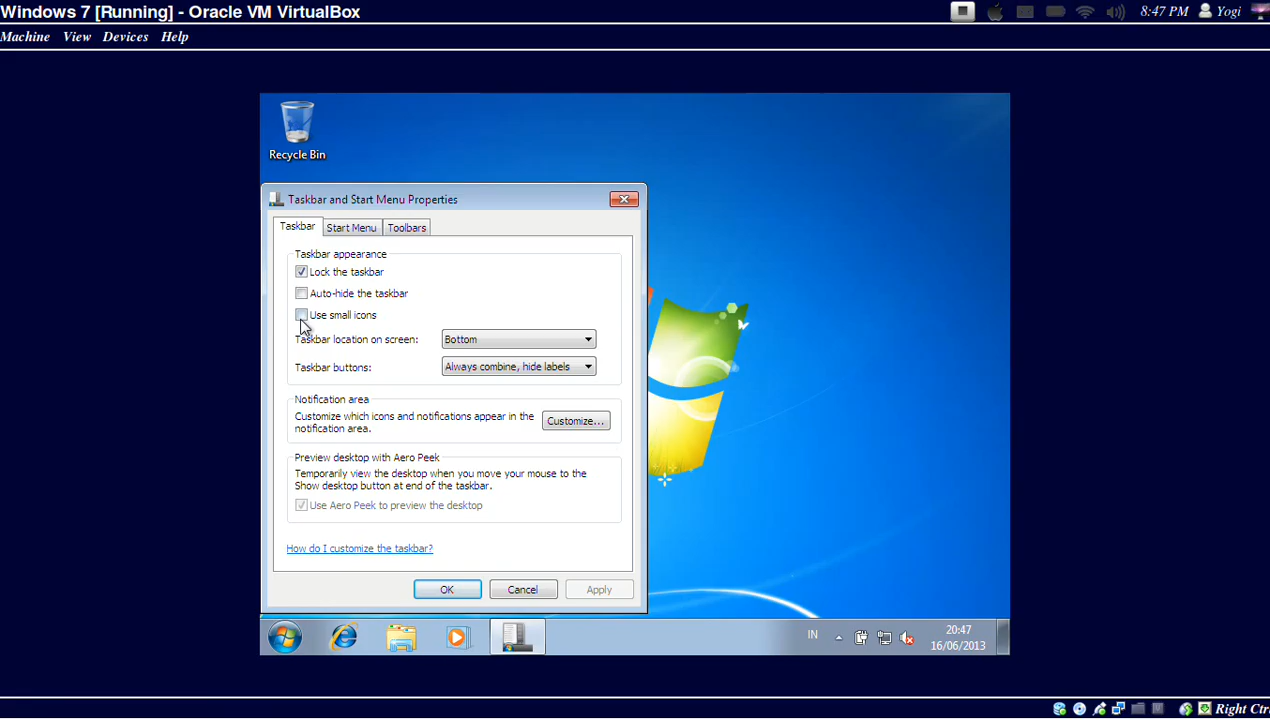 Windows 7 [Running] - Oracle VM VirtualBox
8:47 PM Yogi
Machine View Devices Help
Recycle Bin
Taskbar and Start Menu Properties
Taskbar Start Menu Toolbars
Taskbar appearance
Lock the taskbar
Auto-hide the taskbar
Use small icons
Taskbar location on screen: Bottom
Taskbar buttons: Always combine, hide labels
Notification area
Customize which icons and notifications appear in the
notification area.
Customize...
Preview desktop with Aero Peek
Temporarily view the desktop when you move your mouse to the
Show desktop button at end of the taskbar.
Use Aero Peek to preview the desktop
How do I customize the taskbar?
OK Cancel Apply
IN
20:47
16/06/2013
Right Ctr